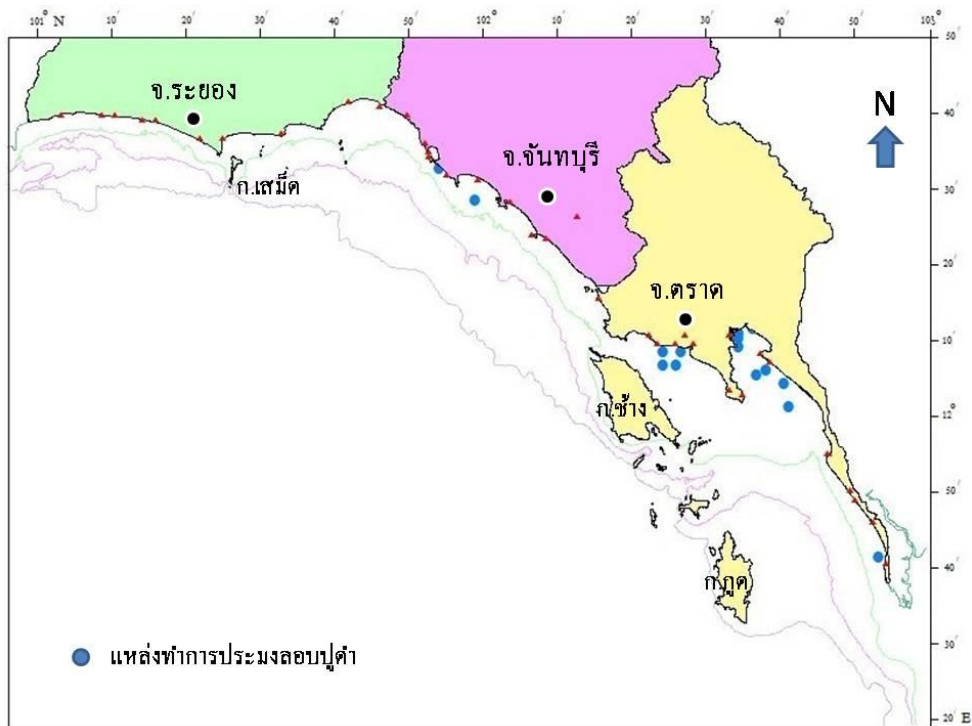 101° N 10′ 20′ 30′ 40′ 50′ 102° 10′ 20′ 30′ 40′ 50′ 103°
50′
จ.ระยอง
40′
N
จ.จันทบุรี
ก.เสม็ด
30′
20′
จ.ตราด
10′
ก.ช้าง
12°
50′
ก.กูด
40′
แหล่งทำการประมงลอบปูดำ
30′
20′ E